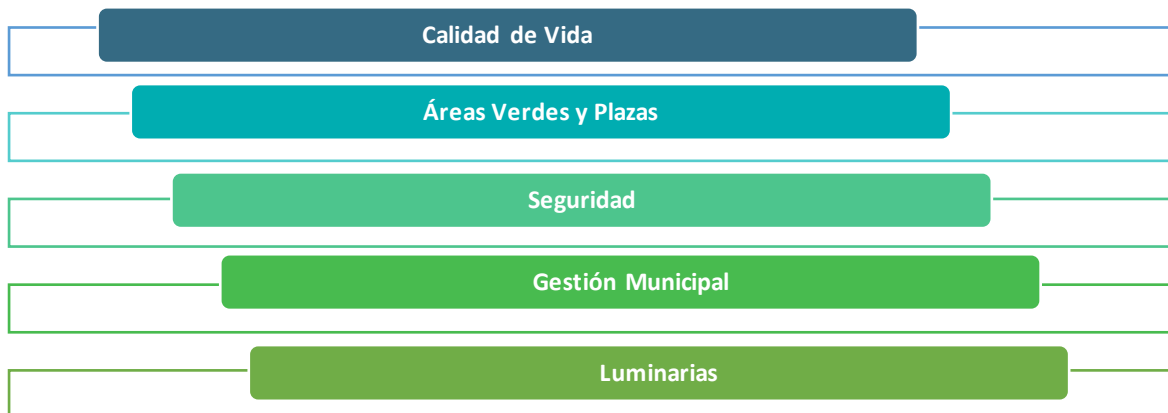 Calidad de Vida
Áreas Verdes y Plazas
Seguridad
Gestión Municipal
Luminarias